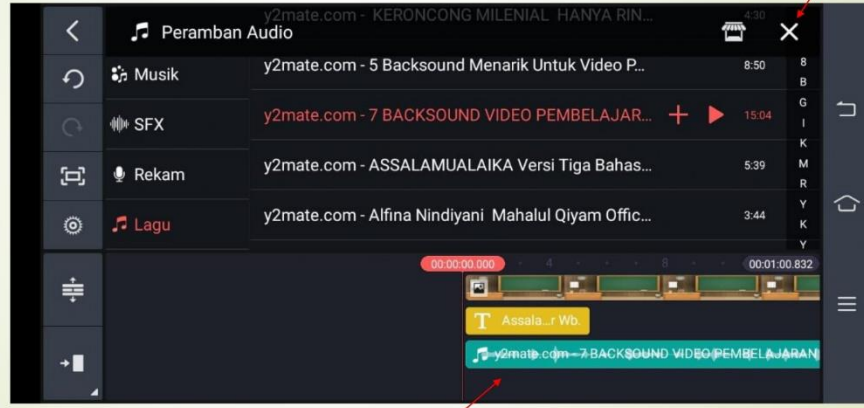 y2mate.com - KERONCONG MILENIAL HANYA RIN... 4:30
Peramban Audio
Musik
SFX
Rekam
Lagu
y2mate.com - 5 Backsound Menarik Untuk Video P... 8:50
y2mate.com - 7 BACKSOUND VIDEO PEMBELAJAR... 15:04
y2mate.com - ASSALAMUALAIKA Versi Tiga Bahas... 5:39
y2mate.com - Alfina Nindiyani Mahalul Qiyam Offic... 3:44
8
B
G
I
K
M
R
Y
K
Y
00:00:00.000 4 8 00:01:00.832
T Assala...r Wb.
y2mate.com - 7 BACKSOUND VIDEO PEMBELAJARAN